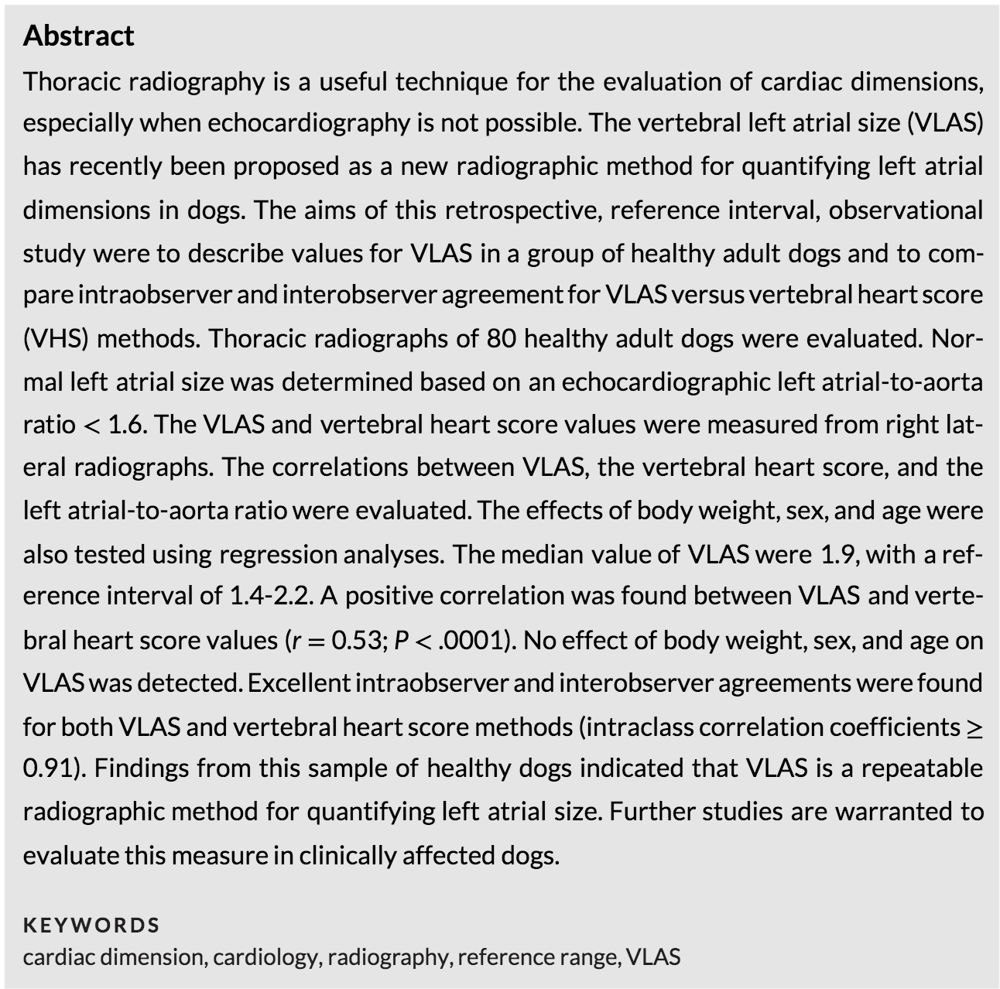 Abstract
Thoracic radiography is a useful technique for the evaluation of cardiac dimensions,
especially when echocardiography is not possible. The vertebral left atrial size (VLAS)
has recently been proposed as a new radiographic method for quantifying left atrial
dimensions in dogs. The aims of this retrospective, reference interval, observational
study were to describe values for VLAS in a group of healthy adult dogs and to com-
pare intraobserver and interobserver agreement for VLAS versus vertebral heart score
(VHS) methods. Thoracic radiographs of 80 healthy adult dogs were evaluated. Nor-
mal left atrial size was determined based on an echocardiographic left atrial-to-aorta
ratio < 1.6. The VLAS and vertebral heart score values were measured from right lat-
eral radiographs. The correlations between VLAS, the vertebral heart score, and the
left atrial-to-aorta ratio were evaluated. The effects of body weight, sex, and age were
also tested using regression analyses. The median value of VLAS were 1.9, with a ref-
erence interval of 1.4-2.2. A positive correlation was found between VLAS and verte-
bral heart score values (r = 0.53; P < .0001). No effect of body weight, sex, and age on
VLAS was detected. Excellent intraobserver and interobserver agreements were found
for both VLAS and vertebral heart score methods (intraclass correlation coefficients ≥
0.91). Findings from this sample of healthy dogs indicated that VLAS is a repeatable
radiographic method for quantifying left atrial size. Further studies are warranted to
evaluate this measure in clinically affected dogs.
KEYWORDS
cardiac dimension, cardiology, radiography, reference range, VLAS